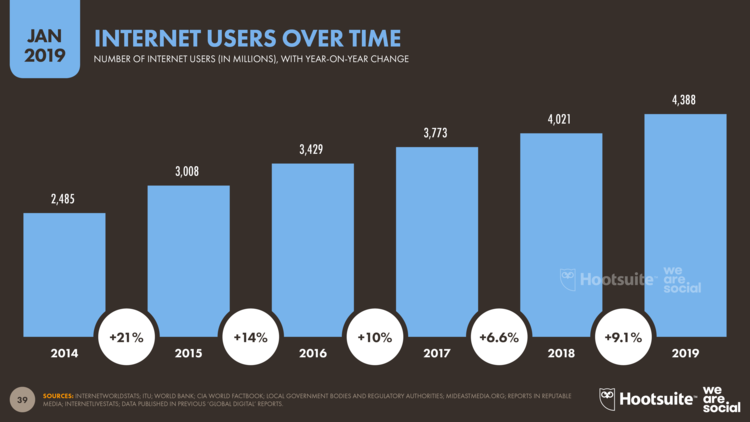 JAN
2019
INTERNET USERS OVER TIME
NUMBER OF INTERNET USERS (IN MILLIONS), WITH YEAR-ON-YEAR CHANGE
2,485
3,008
3,429
3,773
4,021
4,388
Hootsuite™
we
are
social
+21%
+14%
+10%
+6.6%
+9.1%
2014
2015
2016
2017
2018
2019
39
SOURCES: INTERNETWORLDSTATS; ITU; WORLD BANK; CIA WORLD FACTBOOK; LOCAL GOVERNMENT BODIES AND REGULATORY AUTHORITIES; MIDEASTMEDIA.ORG; REPORTS IN REPUTABLE
MEDIA; INTERNETLIVESTATS; DATA PUBLISHED IN PREVIOUS "GLOBAL DIGITAL" REPORTS.
Hootsuite™
we
are
social